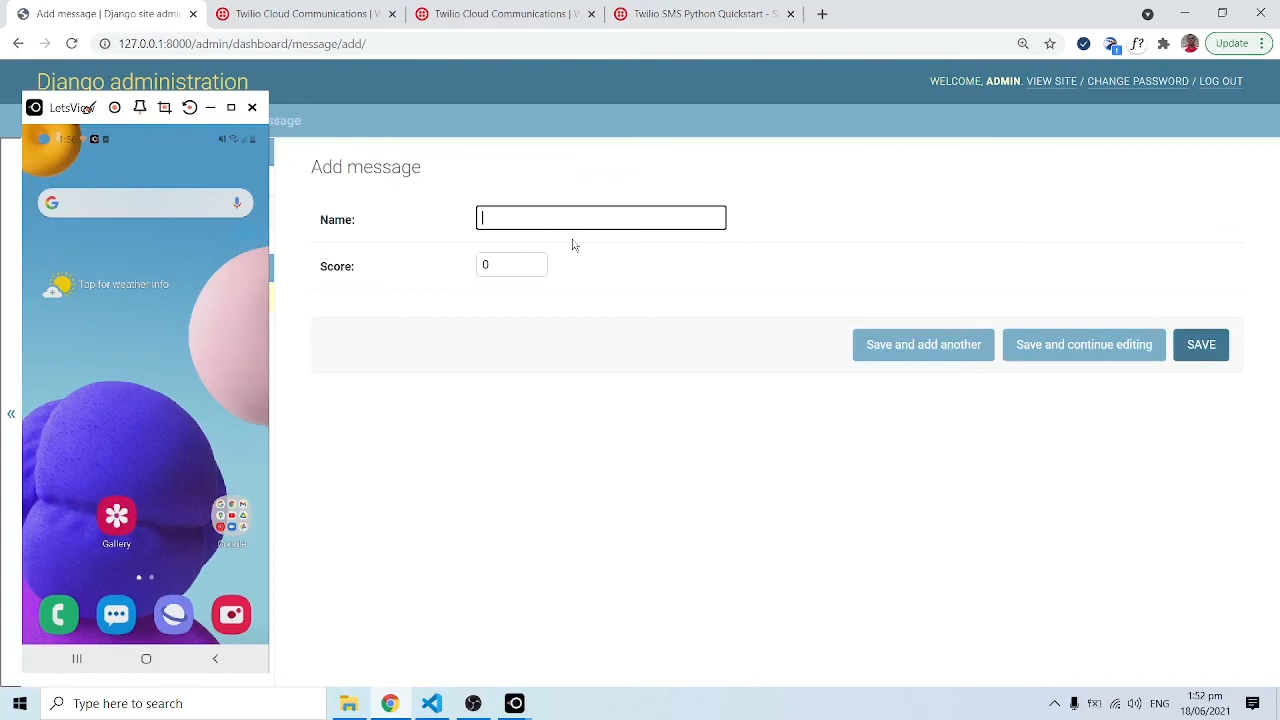 Add message | Django site admin
Twilio Cloud Communications | W
Twilio Cloud Communications | W
Twilio SMS Python Quickstart - S
127.0.0.1:8000/admin/dashboard/message/add/
Update
Django administration
WELCOME, ADMIN. VIEW SITE / CHANGE PASSWORD / LOG OUT
LetsView
ssage
1:56
Add message
Name:
Score:
0
Tap for weather info
Save and add another
Save and continue editing
SAVE
Gallery
Google
Type here to search
ENG
1:52 pm
18/06/2021